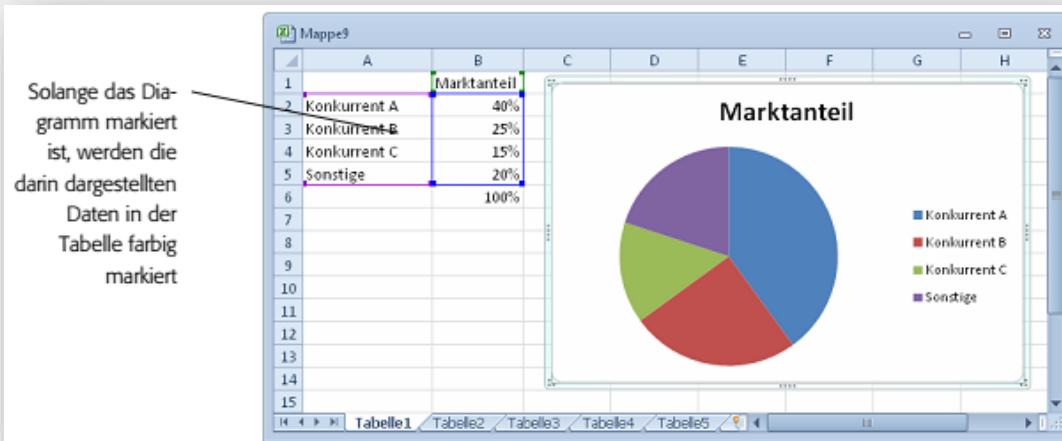 Mappe9
A B C D E F G H
Solange das Dia-
gramm markiert
ist, werden die
darin dargestellten
Daten in der
Tabelle farbig
markiert
1 Marktanteil
2 Konkurrent A 40%
3 Konkurrent B 25%
4 Konkurrent C 15%
5 Sonstige 20%
6 100%
7
8
9
10
11
12
13
14
15
Marktanteil
Konkurrent A
Konkurrent B
Konkurrent C
Sonstige
Tabelle1 Tabelle2 Tabelle3 Tabelle4 Tabelle5